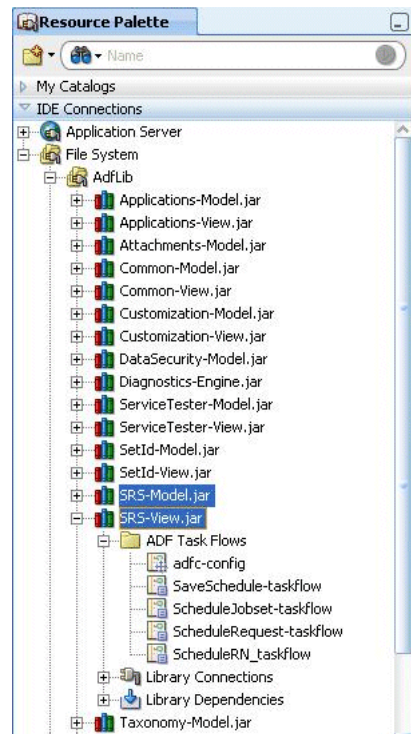 Resource Palette
Name
My Catalogs
IDE Connections
Application Server
File System
AdfLib
Applications-Model.jar
Applications-View.jar
Attachments-Model.jar
Common-Model.jar
Common-View.jar
Customization-Model.jar
Customization-View.jar
DataSecurity-Model.jar
Diagnostics-Engine.jar
ServiceTester-Model.jar
ServiceTester-View.jar
SetId-Model.jar
SetId-View.jar
SRS-Model.jar
SRS-View.jar
ADF Task Flows
adfc-config
SaveSchedule-taskflow
ScheduleJobset-taskflow
ScheduleRequest-taskflow
ScheduleRN_taskflow
Library Connections
Library Dependencies
Taxonomy-Model.jar